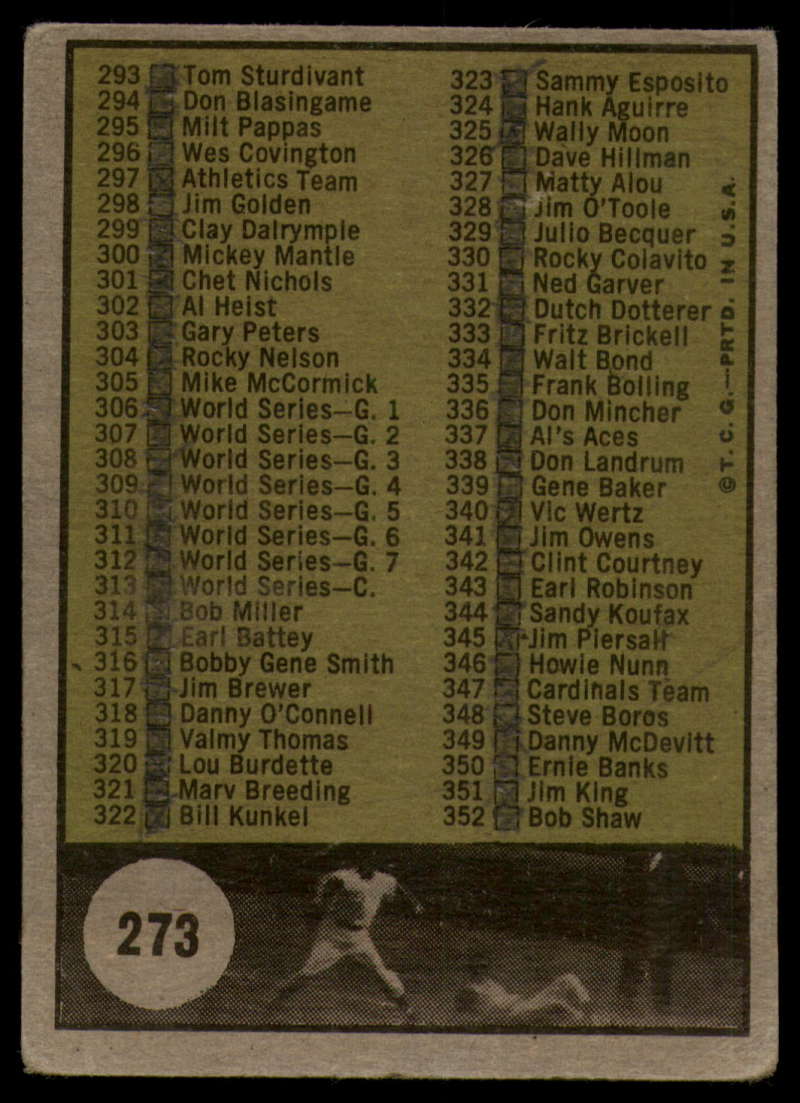 293 Tom Sturdivant
294 Don Blasingame
295 Milt Pappas
296 Wes Covington
297 Athletics Team
298 Jim Golden
299 Clay Dalrymple
300 Mickey Mantle
301 Chet Nichols
302 Al Heist
303 Gary Peters
304 Rocky Nelson
305 Mike McCormick
306 World Series—G. 1
307 World Series—G. 2
308 World Series—G. 3
309 World Series—G. 4
310 World Series—G. 5
311 World Series—G. 6
312 World Series—G. 7
313 World Series—C.
314 Bob Miller
315 Earl Battey
316 Bobby Gene Smith
317 Jim Brewer
318 Danny O'Connell
319 Valmy Thomas
320 Lou Burdette
321 Marv Breeding
322 Bill Kunkel
323 Sammy Esposito
324 Hank Aguirre
325 Wally Moon
326 Dave Hillman
327 Matty Alou
328 Jim O'Toole
329 Julio Becquer
330 Rocky Colavito
331 Ned Garver
332 Dutch Dotterer
333 Fritz Brickell
334 Walt Bond
335 Frank Bolling
336 Don Mincher
337 Al's Aces
338 Don Landrum
339 Gene Baker
340 Vic Wertz
341 Jim Owens
342 Clint Courtney
343 Earl Robinson
344 Sandy Koufax
345 Jim Piersall
346 Howie Nunn
347 Cardinals Team
348 Steve Boros
349 Danny McDevitt
350 Ernie Banks
351 Jim King
352 Bob Shaw
© T. C. G.—PRTD. IN U.S.A.
273